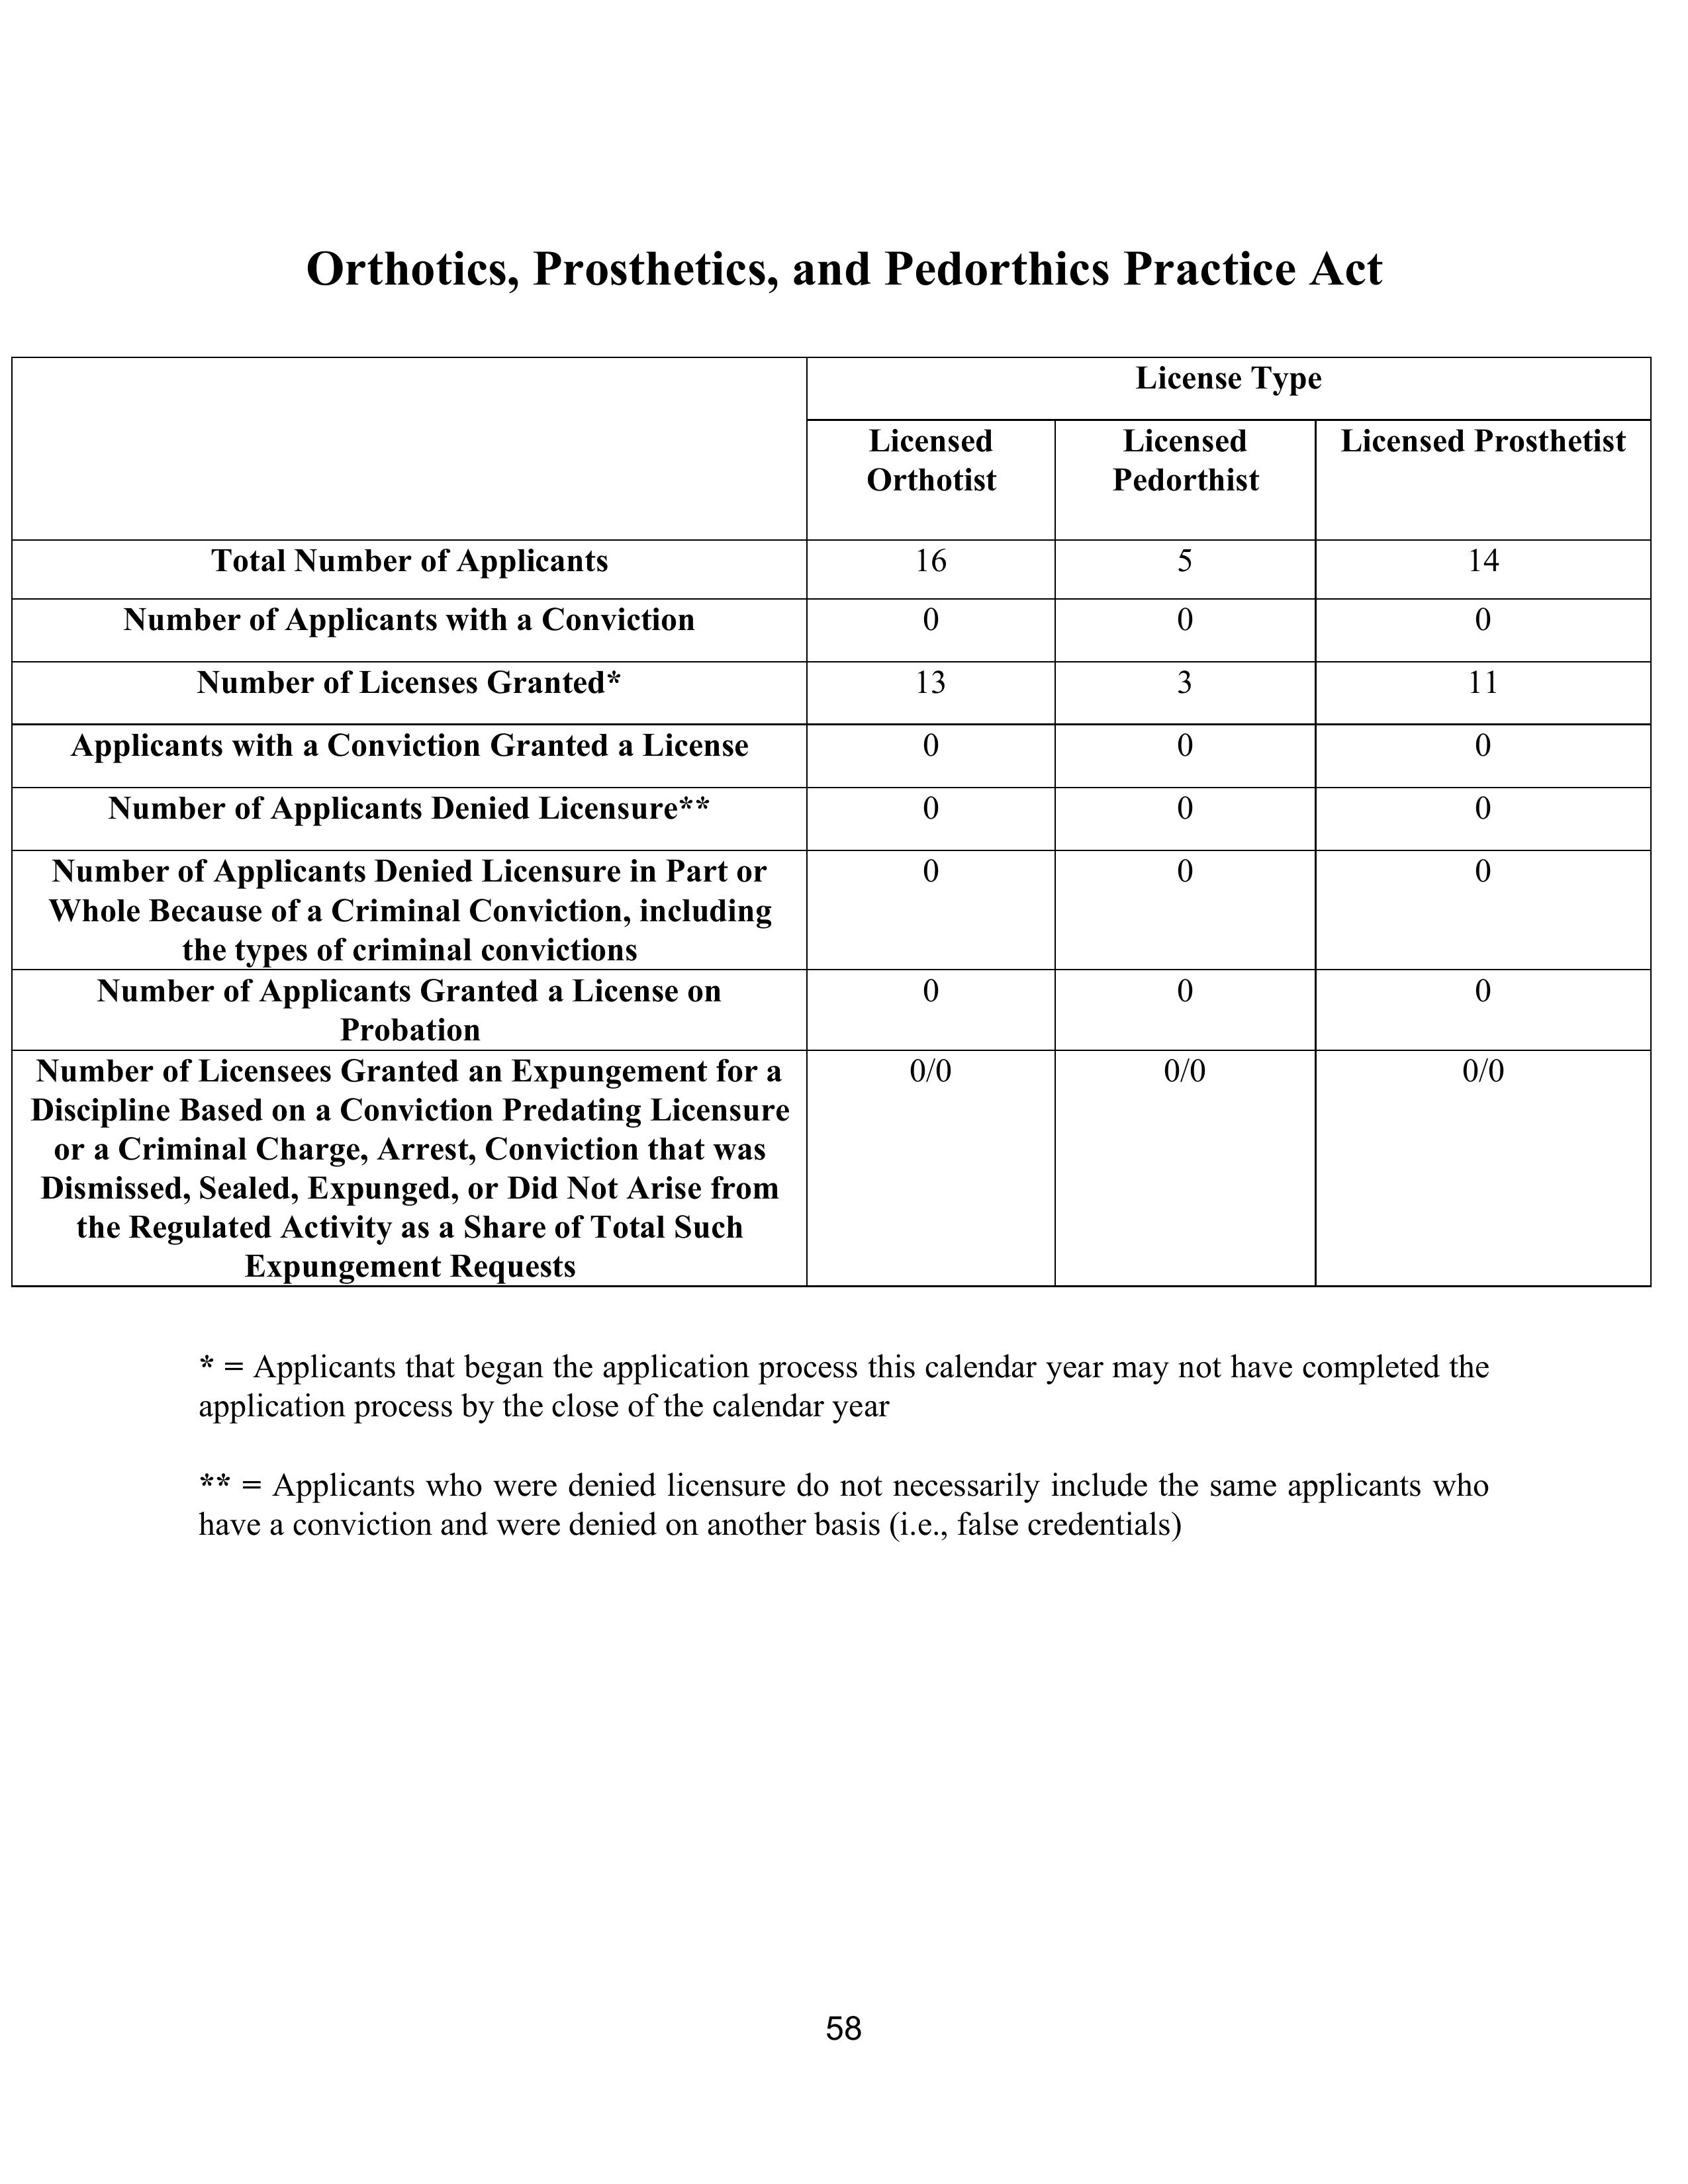 Orthotics, Prosthetics, and Pedorthics Practice Act
License Type
Licensed
Orthotist
Licensed
Pedorthist
Licensed Prosthetist
Total Number of Applicants 16 5 14
Number of Applicants with a Conviction 0 0 0
Number of Licenses Granted* 13 3 11
Applicants with a Conviction Granted a License 0 0 0
Number of Applicants Denied Licensure** 0 0 0
Number of Applicants Denied Licensure in Part or 0 0 0
Whole Because of a Criminal Conviction, including
the types of criminal convictions
Number of Applicants Granted a License on 0 0 0
Probation
Number of Licensees Granted an Expungement for a 0/0 0/0 0/0
Discipline Based on a Conviction Predating Licensure
or a Criminal Charge, Arrest, Conviction that was
Dismissed, Sealed, Expunged, or Did Not Arise from
the Regulated Activity as a Share of Total Such
Expungement Requests
* = Applicants that began the application process this calendar year may not have completed the
application process by the close of the calendar year
** = Applicants who were denied licensure do not necessarily include the same applicants who
have a conviction and were denied on another basis (i.e., false credentials)
58